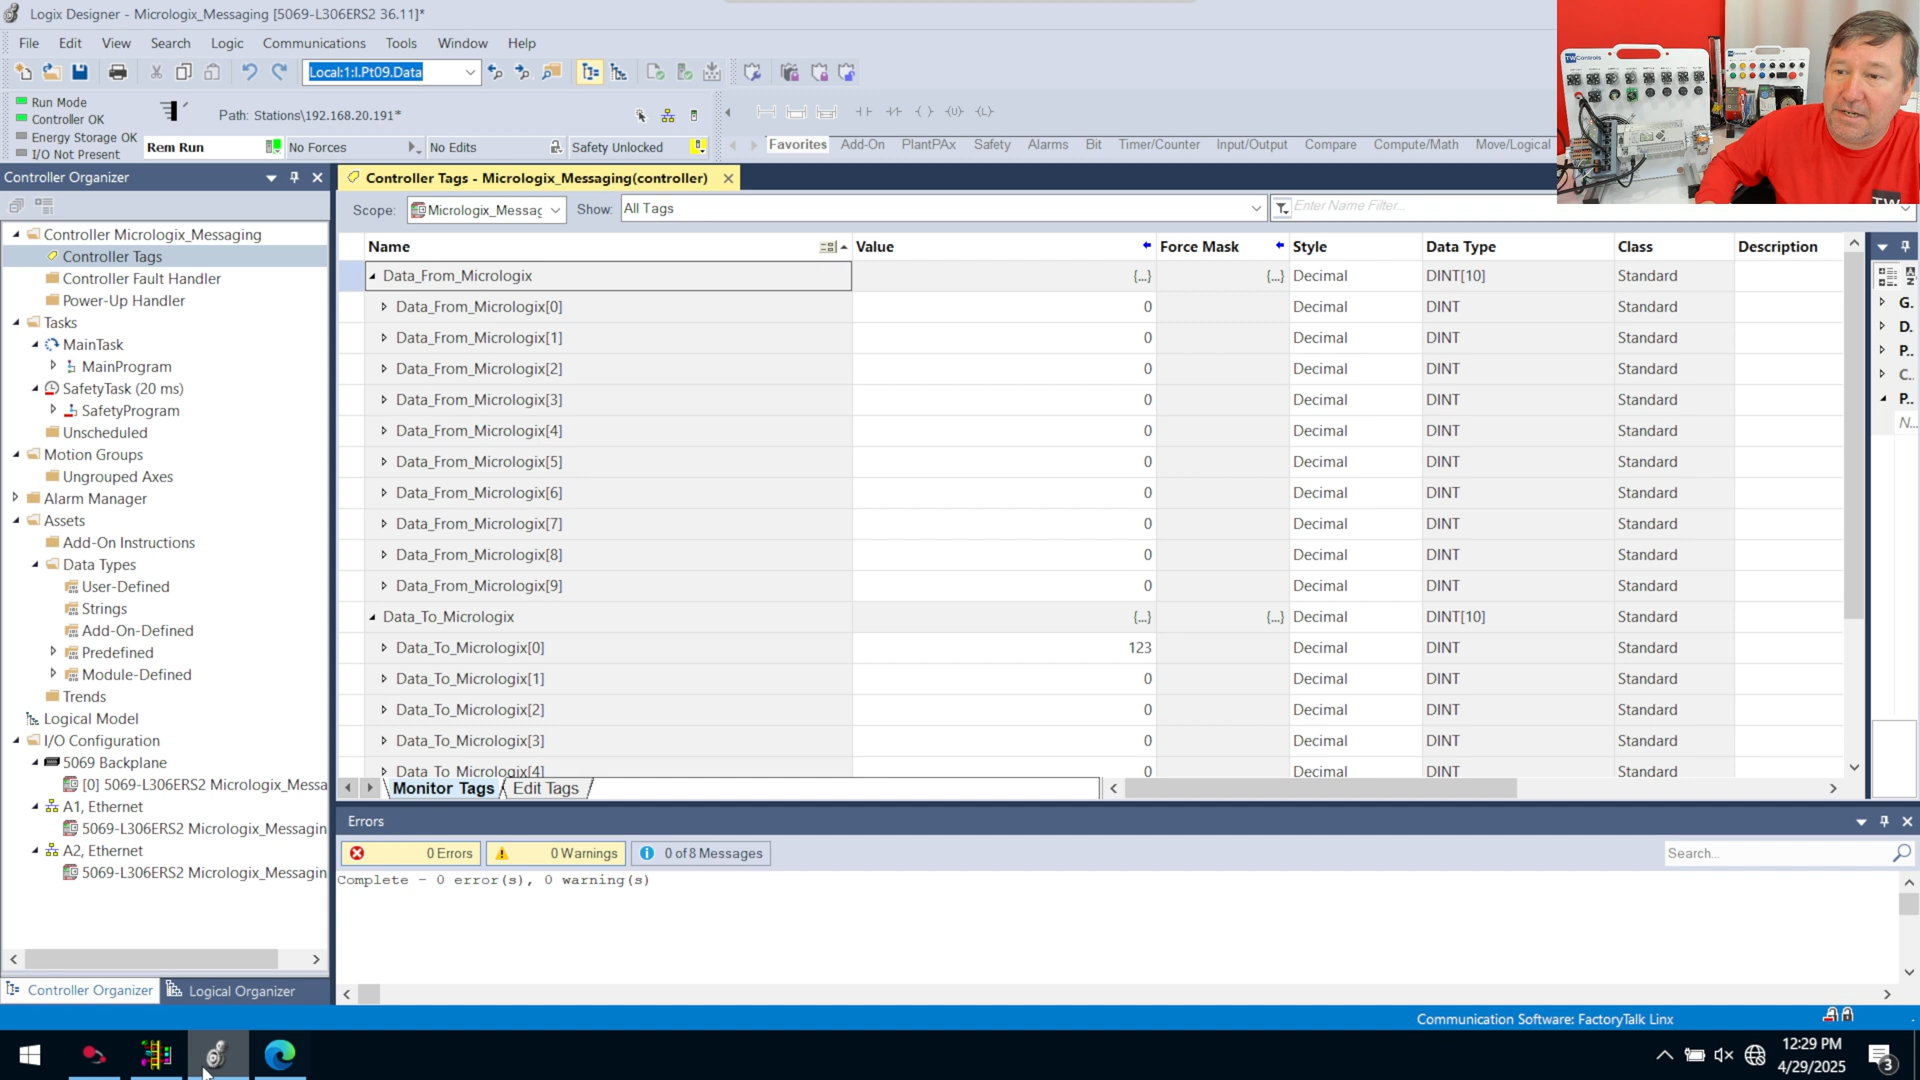 Logix Designer - Micrologix_Messaging [5069-L306ERS2 36.11]*
File Edit View Search Logic Communications Tools Window Help
Local:1:I.Pt09.Data
Run Mode
Controller OK
Energy Storage OK
I/O Not Present
Path: Stations\192.168.20.191*
Rem Run No Forces No Edits Safety Unlocked
Favorites Add-On PlantPAx Safety Alarms Bit Timer/Counter Input/Output Compare Compute/Math Move/Logical
TWControls
TW
Controller Organizer
Controller Tags - Micrologix_Messaging(controller)
Scope: Micrologix_Messag Show: All Tags Enter Name Filter...
Name Value Force Mask Style Data Type Class Description
Data_From_Micrologix {...} {...} Decimal DINT[10] Standard
Data_From_Micrologix[0] 0 Decimal DINT Standard
Data_From_Micrologix[1] 0 Decimal DINT Standard
Data_From_Micrologix[2] 0 Decimal DINT Standard
Data_From_Micrologix[3] 0 Decimal DINT Standard
Data_From_Micrologix[4] 0 Decimal DINT Standard
Data_From_Micrologix[5] 0 Decimal DINT Standard
Data_From_Micrologix[6] 0 Decimal DINT Standard
Data_From_Micrologix[7] 0 Decimal DINT Standard
Data_From_Micrologix[8] 0 Decimal DINT Standard
Data_From_Micrologix[9] 0 Decimal DINT Standard
Data_To_Micrologix {...} {...} Decimal DINT[10] Standard
Data_To_Micrologix[0] 123 Decimal DINT Standard
Data_To_Micrologix[1] 0 Decimal DINT Standard
Data_To_Micrologix[2] 0 Decimal DINT Standard
Data_To_Micrologix[3] 0 Decimal DINT Standard
Data_To_Micrologix[4] 0 Decimal DINT Standard
Monitor Tags Edit Tags
G.
D.
P..
C..
P..
N...
Controller Micrologix_Messaging
Controller Tags
Controller Fault Handler
Power-Up Handler
Tasks
MainTask
MainProgram
SafetyTask (20 ms)
SafetyProgram
Unscheduled
Motion Groups
Ungrouped Axes
Alarm Manager
Assets
Add-On Instructions
Data Types
User-Defined
Strings
Add-On-Defined
Predefined
Module-Defined
Trends
Logical Model
I/O Configuration
5069 Backplane
[0] 5069-L306ERS2 Micrologix_Messa
A1, Ethernet
5069-L306ERS2 Micrologix_Messagin
A2, Ethernet
5069-L306ERS2 Micrologix_Messagin
Controller Organizer Logical Organizer
Errors
0 Errors 0 Warnings 0 of 8 Messages Search...
Complete - 0 error(s), 0 warning(s)
Communication Software: FactoryTalk Linx
12:29 PM
4/29/2025
3